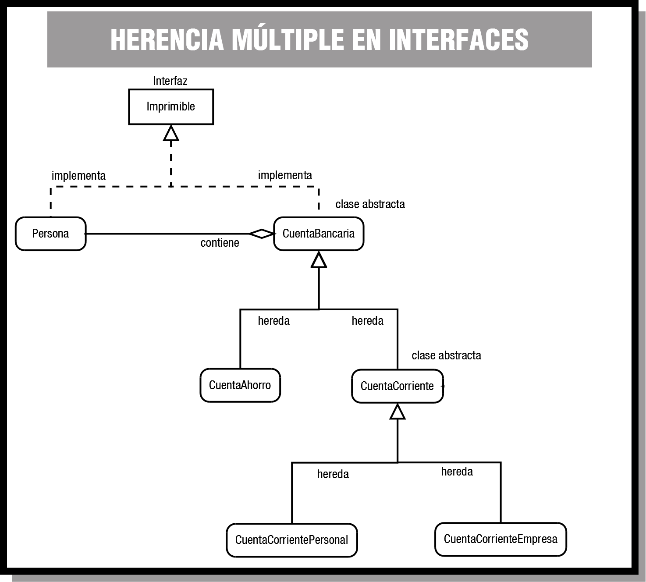 HERENCIA MÚLTIPLE EN INTERFACES
Interfaz
Imprimible
implementa
implementa
clase abstracta
Persona
CuentaBancaria
contiene
hereda
hereda
clase abstracta
CuentaAhorro
CuentaCorriente
hereda
hereda
CuentaCorrientePersonal
CuentaCorrienteEmpresa